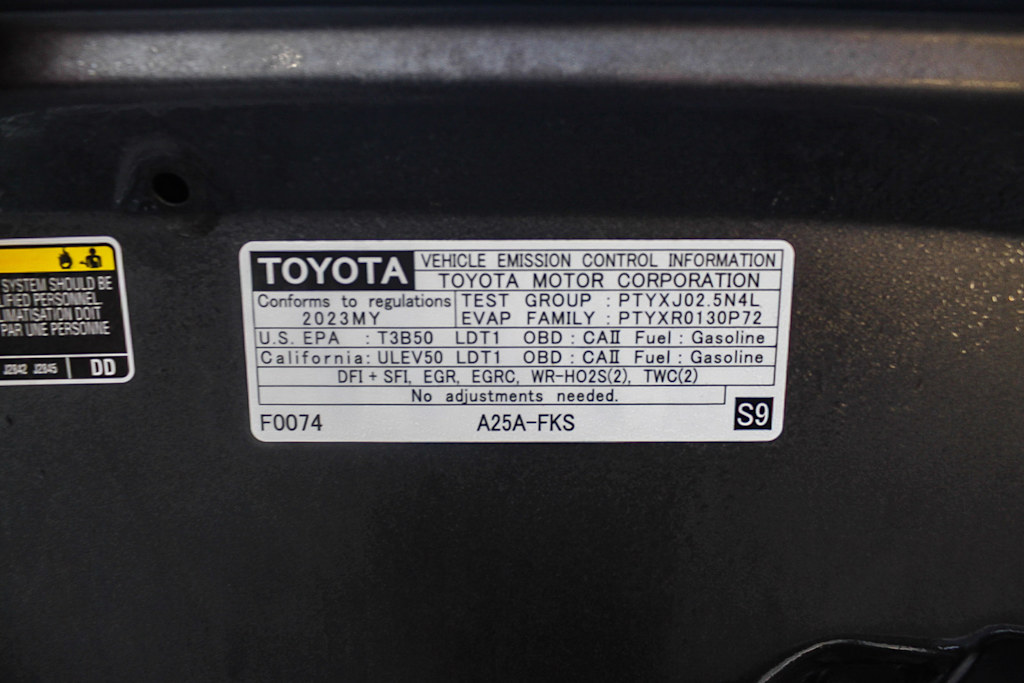 SYSTEM SHOULD BE
PERSONNEL
DOIT
PAR UNE PERSONNE
J2842 J2845
DD
TOYOTA
VEHICLE EMISSION CONTROL INFORMATION
TOYOTA MOTOR CORPORATION
Conforms to regulations
2023MY
TEST GROUP : PTYXJ02.5N4L
EVAP FAMILY : PTYXR0130P72
U.S. EPA : T3B50 LDT1 OBD : CAⅡ Fuel : Gasoline
California: ULEV50 LDT1 OBD : CAⅡ Fuel : Gasoline
DFI + SFI, EGR, EGRC, WR-HO2S(2), TWC(2)
No adjustments needed.
F0074 A25A-FKS S9